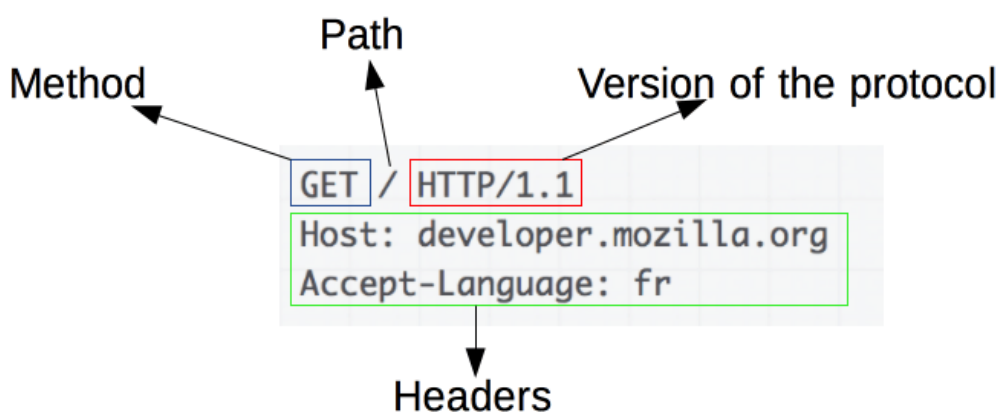 Path
Method
Version of the protocol
GET / HTTP/1.1
Host: developer.mozilla.org
Accept-Language: fr
Headers